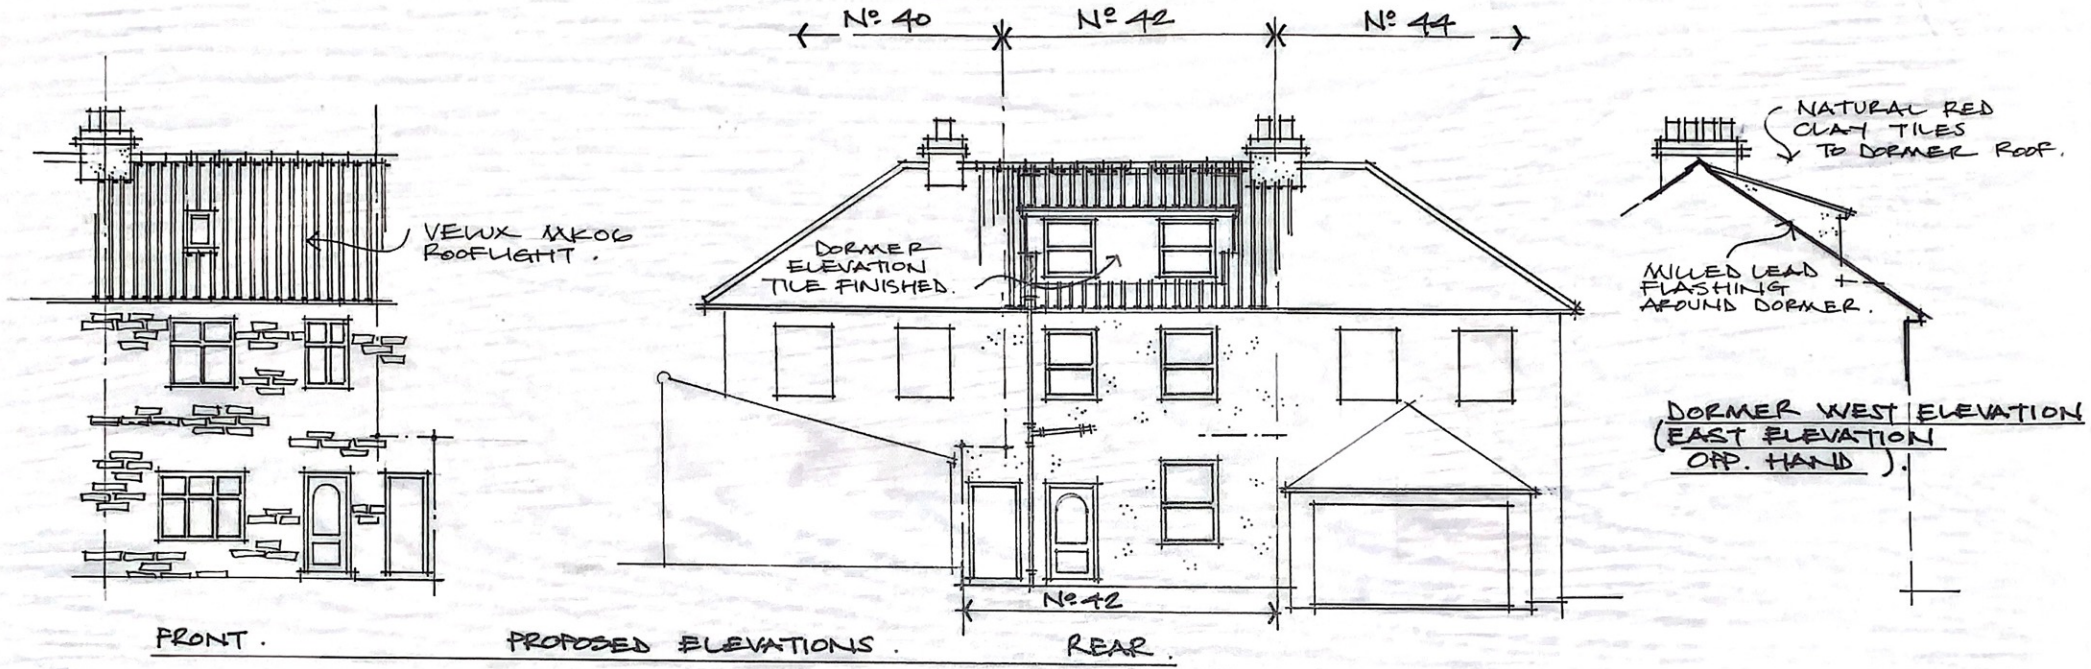 Nº 40
Nº 42
Nº 44
VELUX MK06
ROOFLIGHT.
DORMER
ELEVATION
TILE FINISHED.
NATURAL RED
CLAY TILES
TO DORMER ROOF.
MILLED LEAD
FLASHING
AROUND DORMER.
DORMER WEST ELEVATION
(EAST ELEVATION
OPP. HAND).
Nº 42
FRONT. PROPOSED ELEVATIONS. REAR.